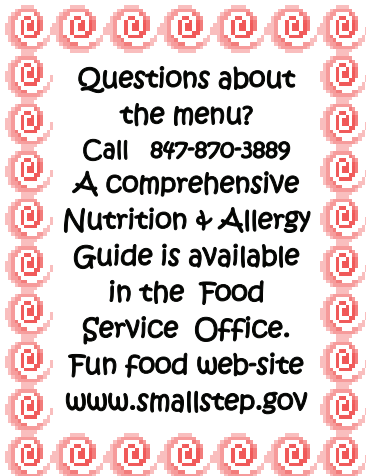 Questions about
the menu?
Call 847-870-3889
A comprehensive
Nutrition & Allergy
Guide is available
in the Food
Service Office.
Fun food web-site
www.smallstep.gov